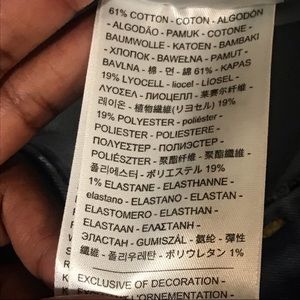 61% COTTON - COTON - ALGODÓN
- ALGODÃO - PAMUK - COTONE -
BAUMWOLLE - KATOEN - BAMBAKI
- ХЛОПОК - BAWEŁNA - PAMUT -
BAVLNA - 棉 - 면 - 綿 61% - KAPAS
19% LYOCELL - liocel - LÍOSEL -
ΛΥΟΣΕΛ - ЛИОЦЕЛЛ - 莱赛尔纤维 -
레이온 - 植物繊維(リヨセル) 19%
19% POLYESTER - poliéster -
POLIESTER - POLIESTERE -
ΠΟΛΥΕΣΤΕΡ - ПОЛИЭСТЕР -
POLIÉSZTER - 聚酯纤维 - 聚酯纖維 -
폴리에스터 - ポリエステル 19%
1% ELASTANE - ELASTHANNE -
elastano - ELASTANO - ELASTAN -
ELASTOMERO - ELASTHAN -
ELASTAAN - ΕΛΑΣΤΑΝΗ -
ЭЛАСТАН - GUMISZÁL - 氨纶 - 彈性
纖維 - 폴리우레탄 - ポリウレタン 1%
EXCLUSIVE OF DECORATION -
L'ORNEMENTATION -